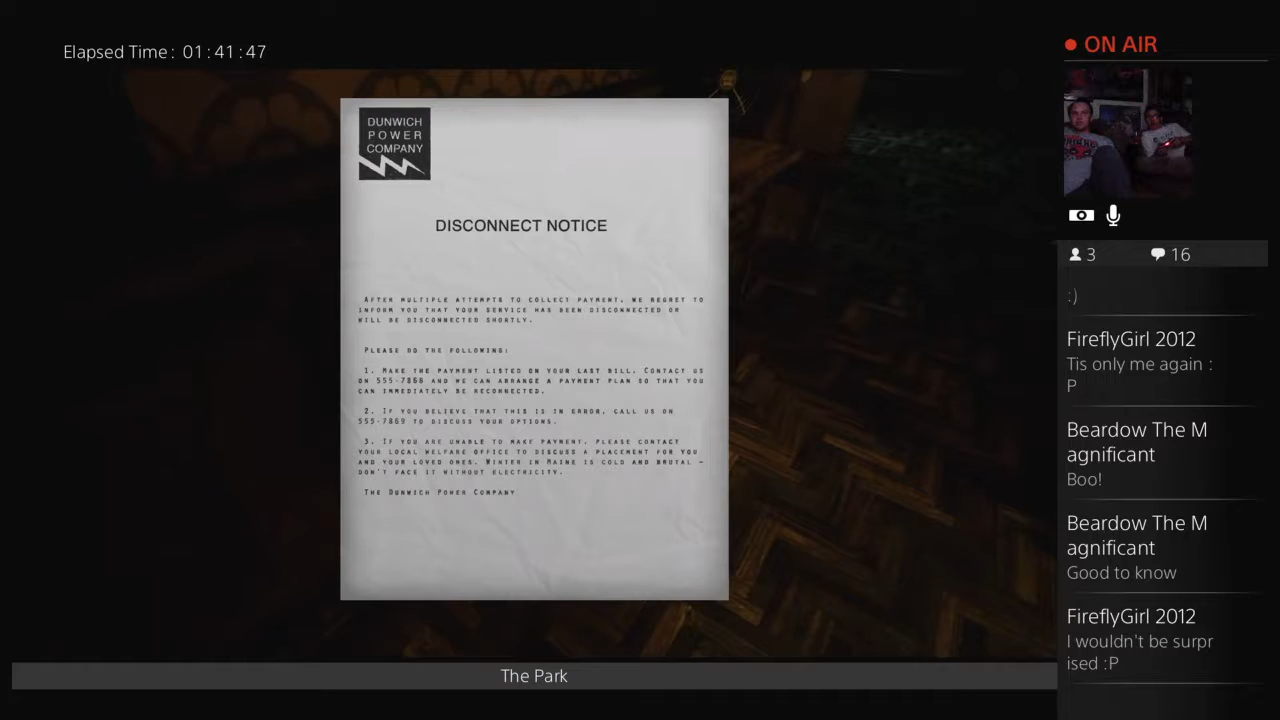 Elapsed Time: 01:41:47
ON AIR
DUNWICH
POWER
COMPANY
DISCONNECT NOTICE
AFTER MULTIPLE ATTEMPTS TO COLLECT PAYMENT, WE REGRET TO
INFORM YOU THAT YOUR SERVICE HAS BEEN DISCONNECTED OR
WILL BE DISCONNECTED SHORTLY.
PLEASE DO THE FOLLOWING:
1. MAKE THE PAYMENT LISTED ON YOUR LAST BILL. CONTACT US
ON 555-7868 AND WE CAN ARRANGE A PAYMENT PLAN SO THAT YOU
CAN IMMEDIATELY BE RECONNECTED.
2. IF YOU BELIEVE THAT THIS IS IN ERROR, CALL US ON
555-7869 TO DISCUSS YOUR OPTIONS.
3. IF YOU ARE UNABLE TO MAKE PAYMENT, PLEASE CONTACT
YOUR LOCAL WELFARE OFFICE TO DISCUSS A PLACEMENT FOR YOU
AND YOUR LOVED ONES. WINTER IN MAINE IS COLD AND BRUTAL –
DON'T FACE IT WITHOUT ELECTRICITY.
THE DUNWICH POWER COMPANY
The Park
3
16
:)
FireflyGirl 2012
Tis only me again :
P
Beardow The M
agnificant
Boo!
Beardow The M
agnificant
Good to know
FireflyGirl 2012
I wouldn't be surpr
ised :P